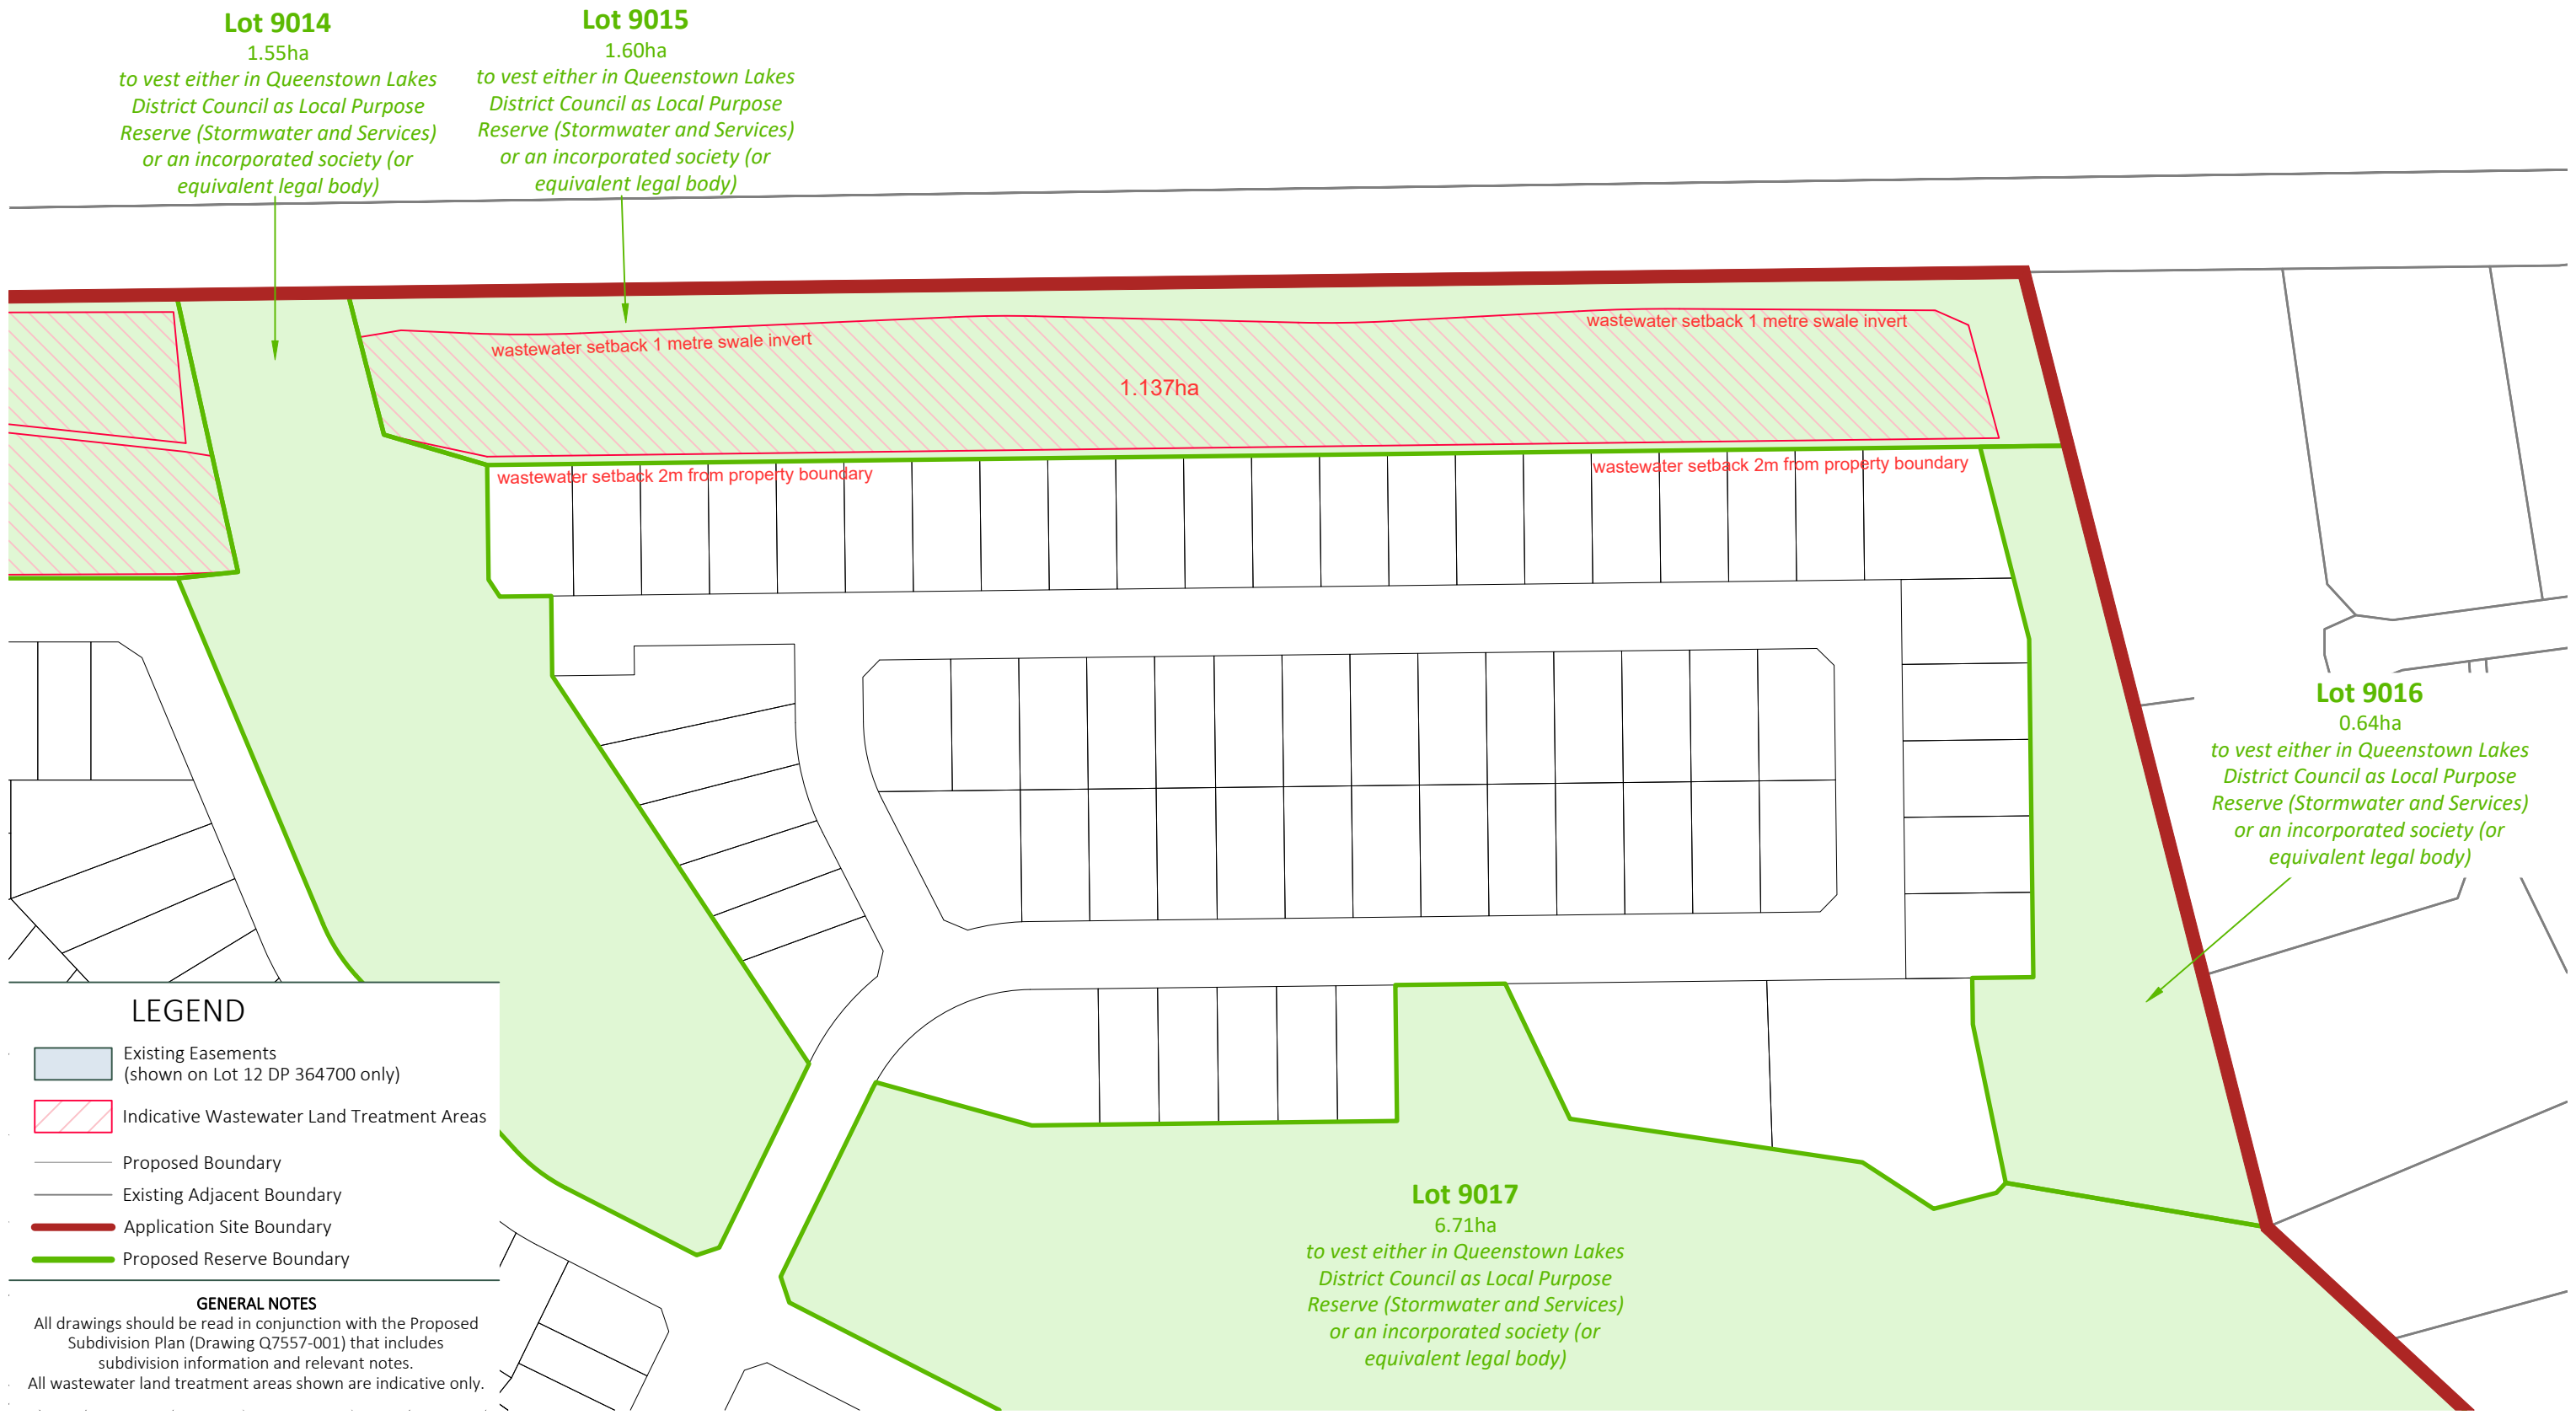 Lot 9014
1.55ha
to vest either in Queenstown Lakes
District Council as Local Purpose
Reserve (Stormwater and Services)
or an incorporated society (or
equivalent legal body)
Lot 9015
1.60ha
to vest either in Queenstown Lakes
District Council as Local Purpose
Reserve (Stormwater and Services)
or an incorporated society (or
equivalent legal body)
wastewater setback 1 metre swale invert
wastewater setback 1 metre swale invert
1.137ha
wastewater setback 2m from property boundary
wastewater setback 2m from property boundary
Lot 9016
0.64ha
to vest either in Queenstown Lakes
District Council as Local Purpose
Reserve (Stormwater and Services)
or an incorporated society (or
equivalent legal body)
Lot 9017
6.71ha
to vest either in Queenstown Lakes
District Council as Local Purpose
Reserve (Stormwater and Services)
or an incorporated society (or
equivalent legal body)
LEGEND
Existing Easements
(shown on Lot 12 DP 364700 only)
Indicative Wastewater Land Treatment Areas
Proposed Boundary
Existing Adjacent Boundary
Application Site Boundary
Proposed Reserve Boundary
GENERAL NOTES
All drawings should be read in conjunction with the Proposed
Subdivision Plan (Drawing Q7557-001) that includes
subdivision information and relevant notes.
All wastewater land treatment areas shown are indicative only.